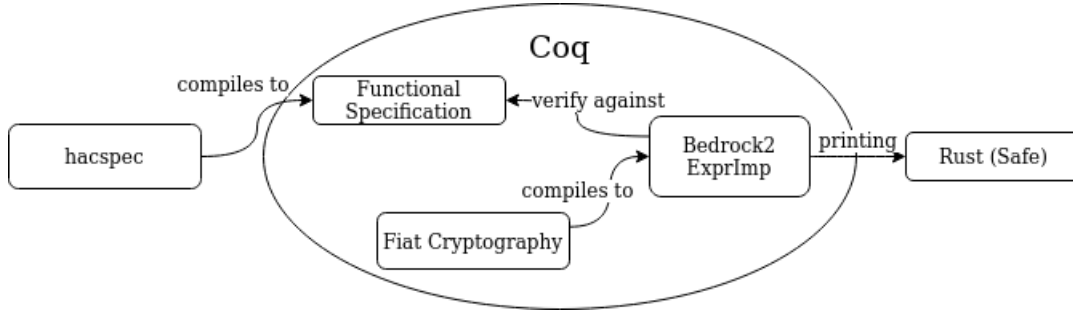 Coq
compiles to
Functional
Specification
verify against
hacspec
Bedrock2
ExprImp
printing
Rust (Safe)
compiles to
Fiat Cryptography